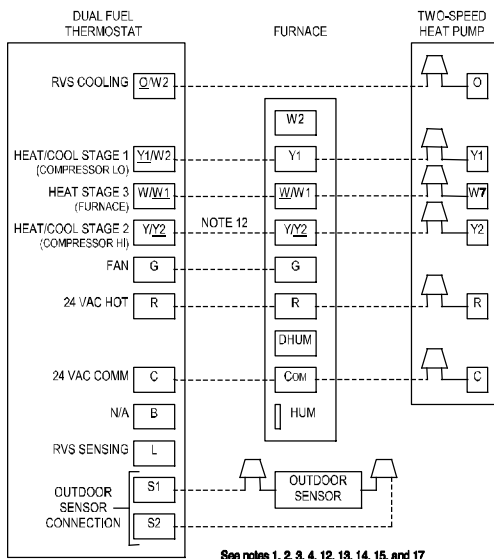 DUAL FUEL
THERMOSTAT
FURNACE
TWO-SPEED
HEAT PUMP
RVS COOLING
O/W2
O
W2
HEAT/COOL STAGE 1
(COMPRESSOR LO)
Y1/W2
Y1
Y1
HEAT STAGE 3
(FURNACE)
W/W1
W/W1
W7
HEAT/COOL STAGE 2
(COMPRESSOR HI)
Y/Y2
NOTE 12
Y/Y2
Y2
FAN
G
G
24 VAC HOT
R
R
R
DHUM
24 VAC COMM
C
COM
C
N/A
B
HUM
RVS SENSING
L
OUTDOOR
SENSOR
CONNECTION
S1
S2
OUTDOOR
SENSOR
See notes 1, 2, 3, 4, 12, 13, 14, 15, and 17